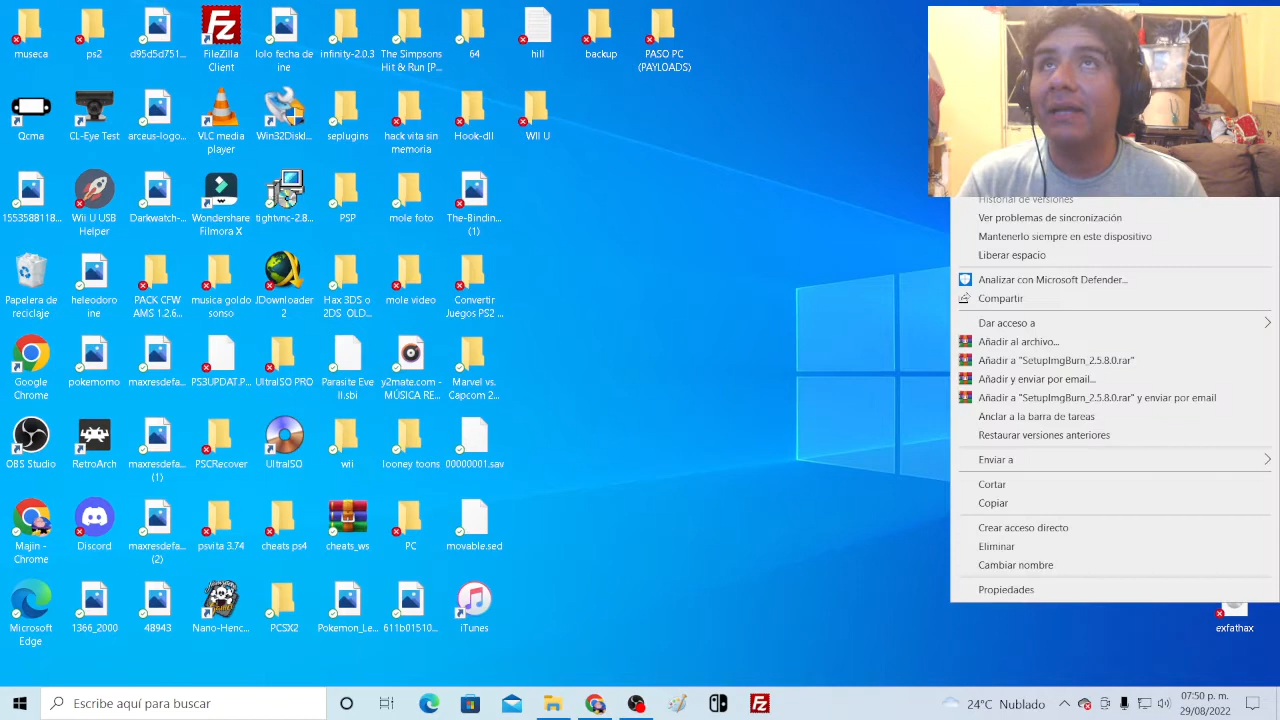 museca
ps2
d95d5d751...
FileZilla
Client
lolo fecha de
ine
infinity-2.0.3
The Simpsons
Hit & Run [P...
64
hill
backup
PASO PC
(PAYLOADS)
Qcma
CL-Eye Test
arceus-logo...
VLC media
player
Win32DiskI...
seplugins
hack vita sin
memoria
Hook-dll
WII U
1553588118...
Wii U USB
Helper
Darkwatch-...
Wondershare
Filmora X
tightvnc-2.8...
PSP
mole foto
The-Bindin...
(1)
Papelera de
reciclaje
heleodoro
ine
PACK CFW
AMS 1.2.6...
musica goldo
sonso
JDownloader
2
Hax 3DS o
2DS OLD...
mole video
Convertir
Juegos PS2 ...
Google
Chrome
pokemomo
maxresdefa...
PS3UPDAT.P...
UltraISO PRO
Parasite Eve
II.sbi
y2mate.com -
MÚSICA RE...
Marvel vs.
Capcom 2...
OBS Studio
RetroArch
maxresdefa...
(1)
PSCRecover
UltraISO
wii
looney toons
00000001.sav
Majin -
Chrome
Discord
maxresdefa...
(2)
psvita 3.74
cheats ps4
cheats_ws
PC
movable.sed
Microsoft
Edge
1366_2000
48943
Nano-Henc...
PCSX2
Pokemon_Le...
611b01510...
iTunes
Historial de versiones
Ver problemas de sincronización
Mantenerlo siempre en este dispositivo
Liberar espacio
Analizar con Microsoft Defender...
Compartir
Dar acceso a
Añadir al archivo...
Añadir a "SetupImgBurn_2.5.8.0.rar"
Añadir y enviar por email...
Añadir a "SetupImgBurn_2.5.8.0.rar" y enviar por email
Anclar a la barra de tareas
Restaurar versiones anteriores
Enviar a
Cortar
Copiar
Crear acceso directo
Eliminar
Cambiar nombre
Propiedades
exfathax
Escribe aquí para buscar
24°C Nublado
07:50 p. m.
29/08/2022